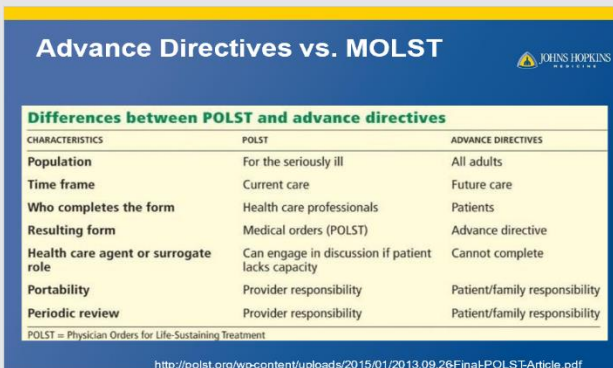 Advance Directives vs. MOLST
JOHNS HOPKINS
MEDICINE
Differences between POLST and advance directives
CHARACTERISTICS POLST ADVANCE DIRECTIVES
Population For the seriously ill All adults
Time frame Current care Future care
Who completes the form Health care professionals Patients
Resulting form Medical orders (POLST) Advance directive
Health care agent or surrogate Can engage in discussion if patient Cannot complete
role lacks capacity
Portability Provider responsibility Patient/family responsibility
Periodic review Provider responsibility Patient/family responsibility
POLST = Physician Orders for Life-Sustaining Treatment
http://polst.org/wp-content/uploads/2015/01/2013.09.26-Final-POLST-Article.pdf